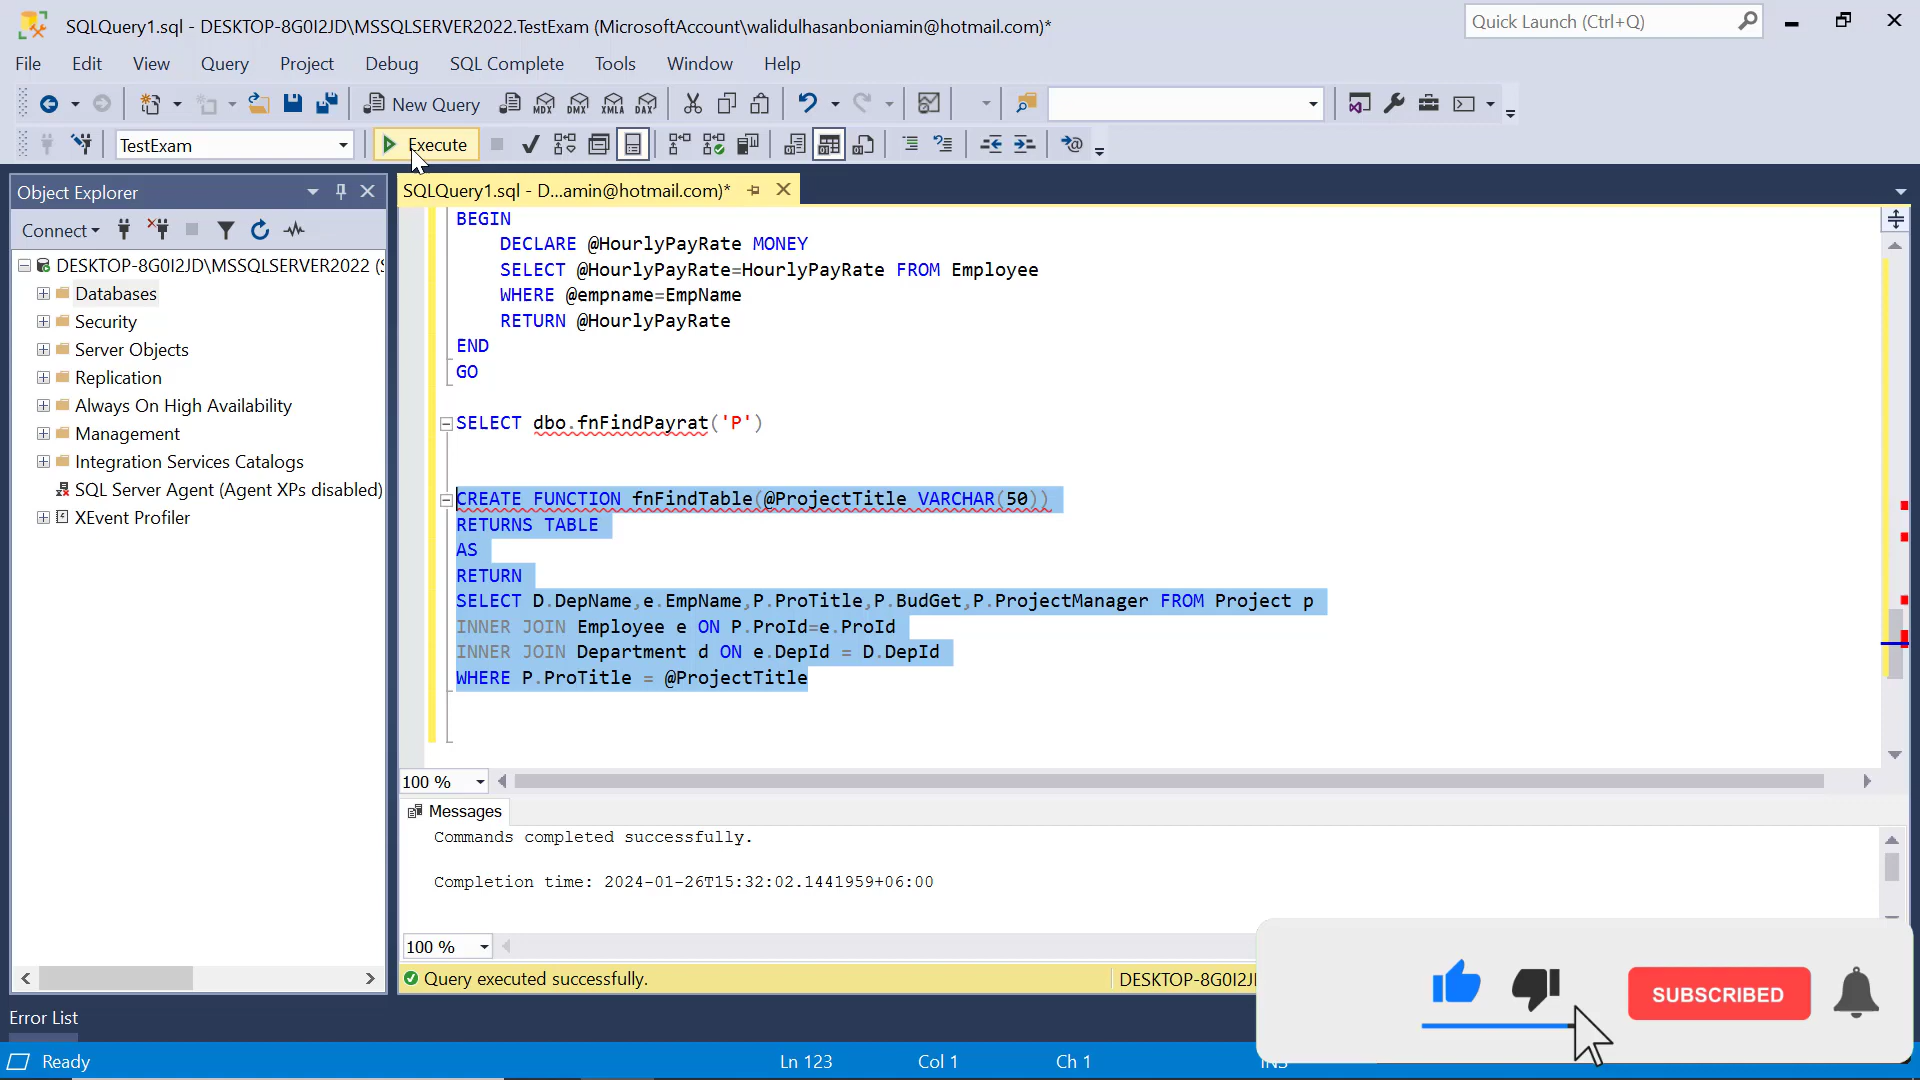 SQLQuery1.sql - DESKTOP-8G0I2JD\MSSQLSERVER2022.TestExam (MicrosoftAccount\walidulhasanboniamin@hotmail.com)*
Quick Launch (Ctrl+Q)
File Edit View Query Project Debug SQL Complete Tools Window Help
New Query MDX DMX XMLA DAX
TestExam Execute
Object Explorer
SQLQuery1.sql - D...amin@hotmail.com)*
Connect
DESKTOP-8G0I2JD\MSSQLSERVER2022 (S
Databases
Security
Server Objects
Replication
Always On High Availability
Management
Integration Services Catalogs
SQL Server Agent (Agent XPs disabled)
XEvent Profiler
BEGIN
DECLARE @HourlyPayRate MONEY
SELECT @HourlyPayRate=HourlyPayRate FROM Employee
WHERE @empname=EmpName
RETURN @HourlyPayRate
END
GO
SELECT dbo.fnFindPayrat('P')
CREATE FUNCTION fnFindTable(@ProjectTitle VARCHAR(50))
RETURNS TABLE
AS
RETURN
SELECT D.DepName,e.EmpName,P.ProTitle,P.BudGet,P.ProjectManager FROM Project p
INNER JOIN Employee e ON P.ProId=e.ProId
INNER JOIN Department d ON e.DepId = D.DepId
WHERE P.ProTitle = @ProjectTitle
100 %
Messages
Commands completed successfully.
Completion time: 2024-01-26T15:32:02.1441959+06:00
100 %
Query executed successfully.
DESKTOP-8G0I2J
SUBSCRIBED
Error List
Ready
Ln 123 Col 1 Ch 1 INS